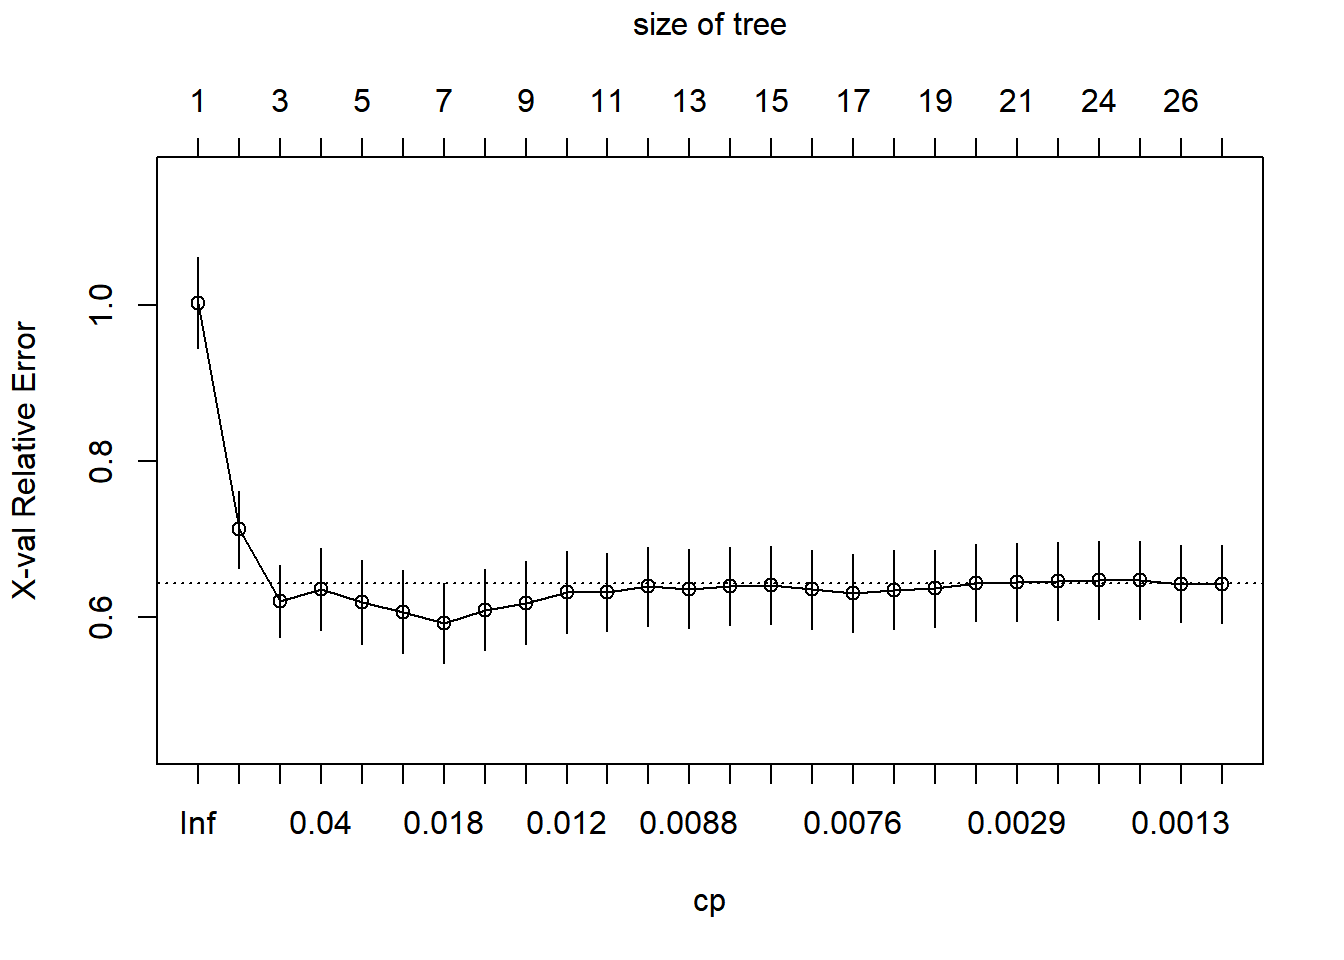 size of tree
1 3 5 7 9 11 13 15 17 19 21 24 26
X-val Relative Error
1.0
0.8
0.6
Inf 0.04 0.018 0.012 0.0088 0.0076 0.0029 0.0013
cp